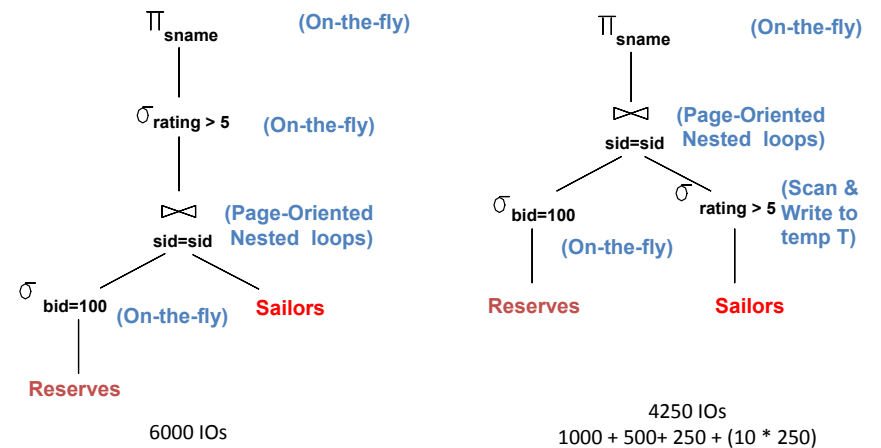 ∏ sname (On-the-fly)
σ rating > 5 (On-the-fly)
⋈ (Page-Oriented
sid=sid Nested loops)
σ bid=100 (On-the-fly)
Sailors
Reserves
6000 IOs
∏ sname (On-the-fly)
⋈ (Page-Oriented
sid=sid Nested loops)
σ bid=100
(On-the-fly)
σ rating > 5 (Scan &
Write to
temp T)
Reserves
Sailors
4250 IOs
1000 + 500+ 250 + (10 * 250)